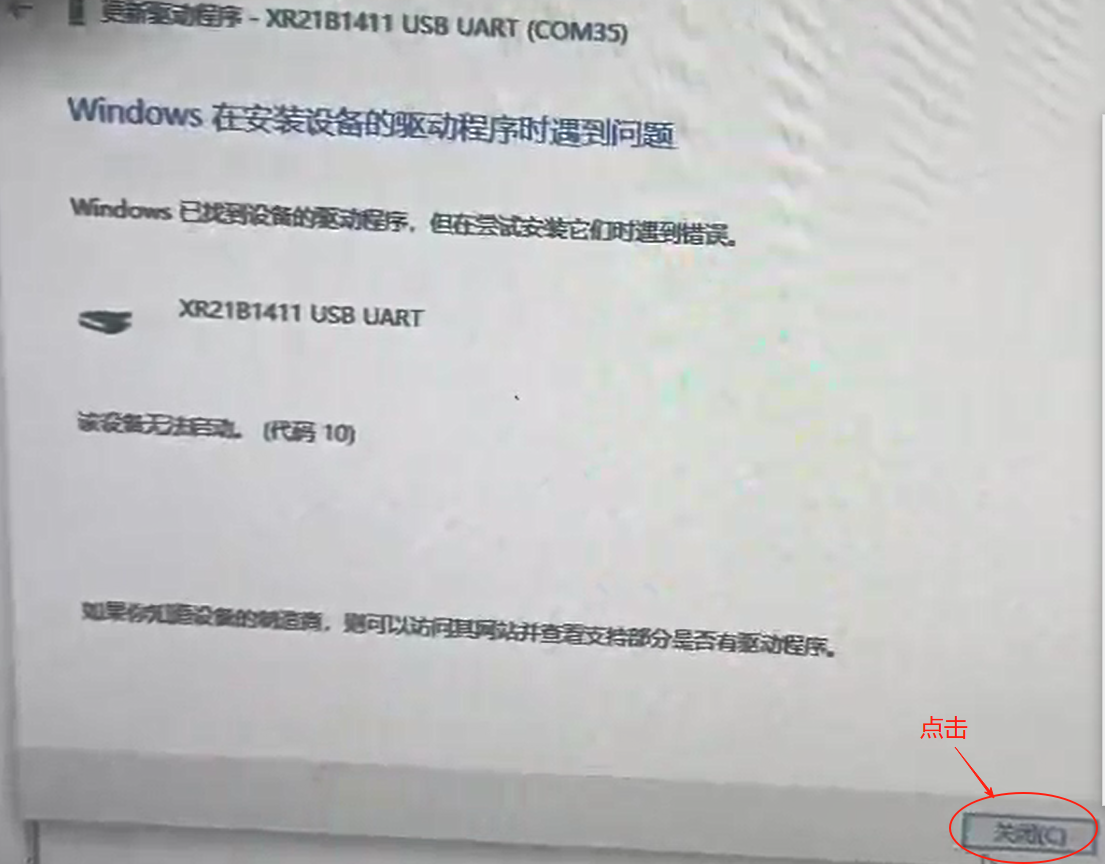 更新驱动程序 - XR21B1411 USB UART (COM35)
Windows 在安装设备的驱动程序时遇到问题
Windows 已找到设备的驱动程序，但在尝试安装它们时遇到错误。
XR21B1411 USB UART
该设备无法启动。 (代码 10)
如果你知道设备的制造商，则可以访问其网站并查看支持部分是否有驱动程序。
点击
关闭(C)